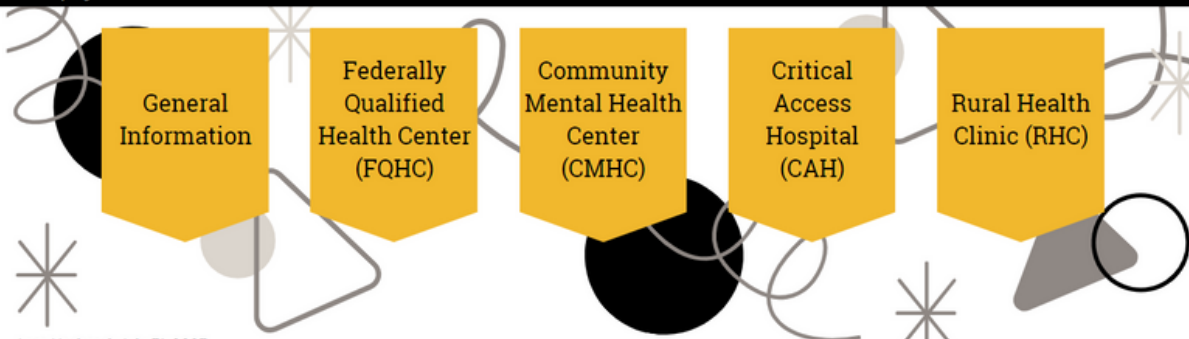 General
Information
Federally
Qualified
Health Center
(FQHC)
Community
Mental Health
Center
(CMHC)
Critical
Access
Hospital
(CAH)
Rural Health
Clinic (RHC)